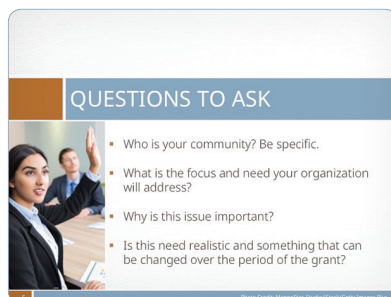 QUESTIONS TO ASK
Who is your community? Be specific.
What is the focus and need your organization
will address?
Why is this issue important?
Is this need realistic and something that can
be changed over the period of the grant?